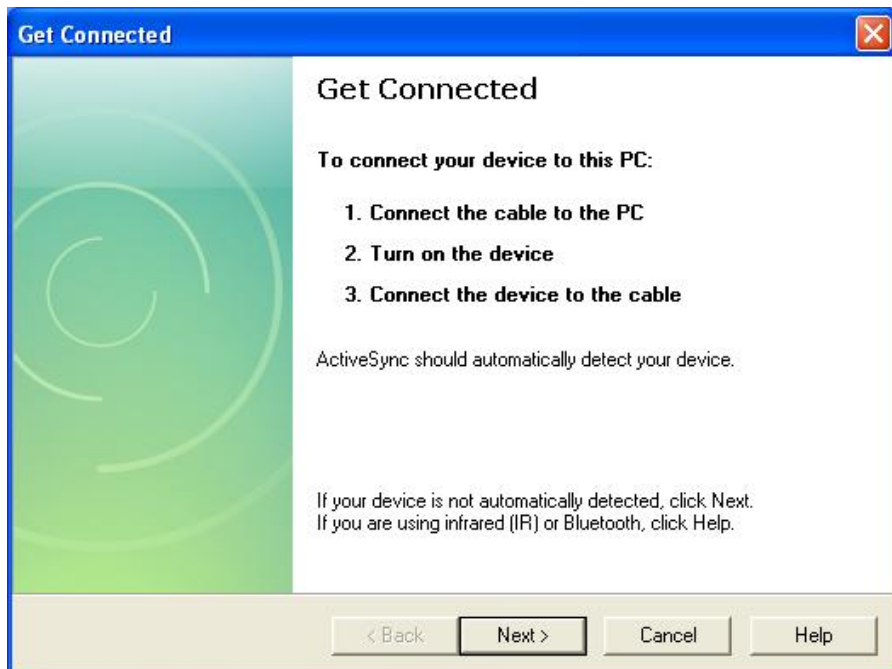 Get Connected
Get Connected
To connect your device to this PC:
1. Connect the cable to the PC
2. Turn on the device
3. Connect the device to the cable
ActiveSync should automatically detect your device.
If your device is not automatically detected, click Next.
If you are using infrared (IR) or Bluetooth, click Help.
< Back Next > Cancel Help